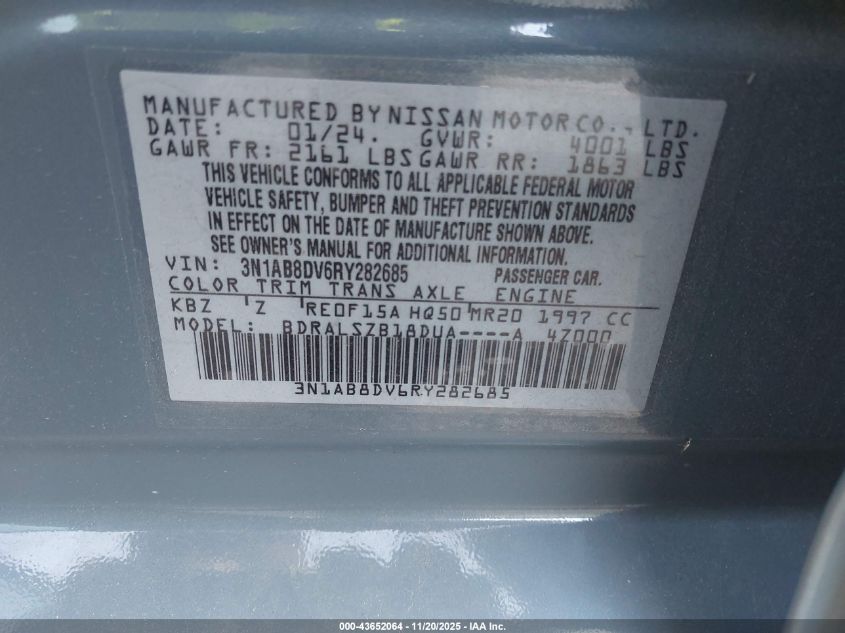 MANUFACTURED BY NISSAN MOTOR CO., LTD.
DATE: 01/24. GVWR: 4001 LBS
GAWR FR: 2161 LBS GAWR RR: 1863 LBS
THIS VEHICLE CONFORMS TO ALL APPLICABLE FEDERAL MOTOR
VEHICLE SAFETY, BUMPER AND THEFT PREVENTION STANDARDS
IN EFFECT ON THE DATE OF MANUFACTURE SHOWN ABOVE.
SEE OWNER'S MANUAL FOR ADDITIONAL INFORMATION.
VIN: 3N1AB8DV6RY282685 PASSENGER CAR.
COLOR TRIM TRANS AXLE ENGINE
KBZ Z RE0F15A HQ50 MR20 1997 CC
MODEL: BDRALSZB18DUA----A 4Z000
3N1AB8DV6RY282685
000-43652064 - 11/20/2025 - IAA Inc.